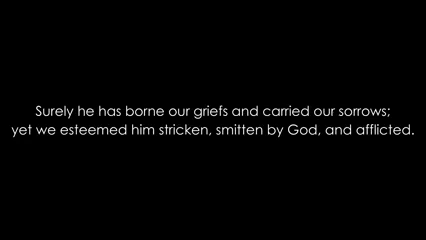 Surely he has borne our griefs and carried our sorrows;
yet we esteemed him stricken, smitten by God, and afflicted.